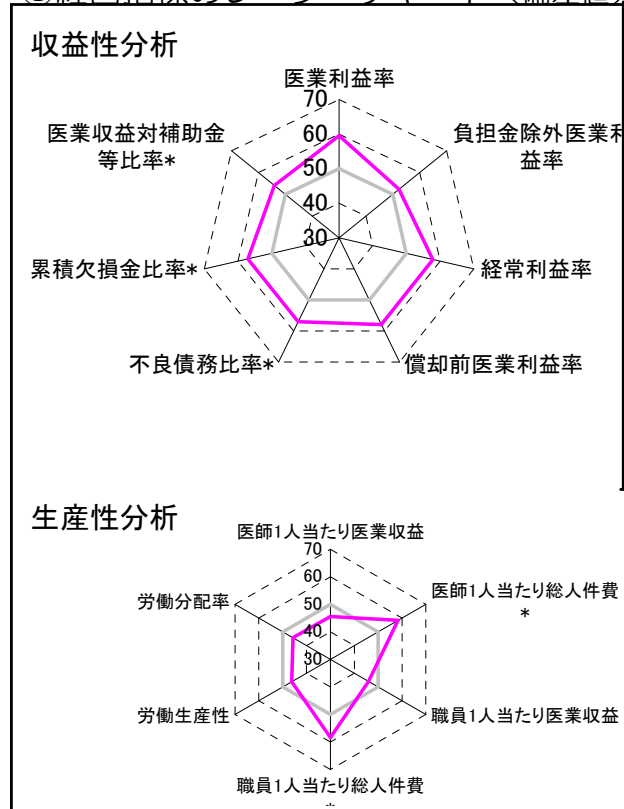 収益性分析
医業利益率
70
60
50
40
30
負担金除外医業利
益率
経常利益率
償却前医業利益率
不良債務比率*
累積欠損金比率*
医業収益対補助金
等比率*
生産性分析
医師1人当たり医業収益
70
60
50
40
30
医師1人当たり総人件費
*
職員1人当たり医業収益
職員1人当たり総人件費
*
労働生産性
労働分配率